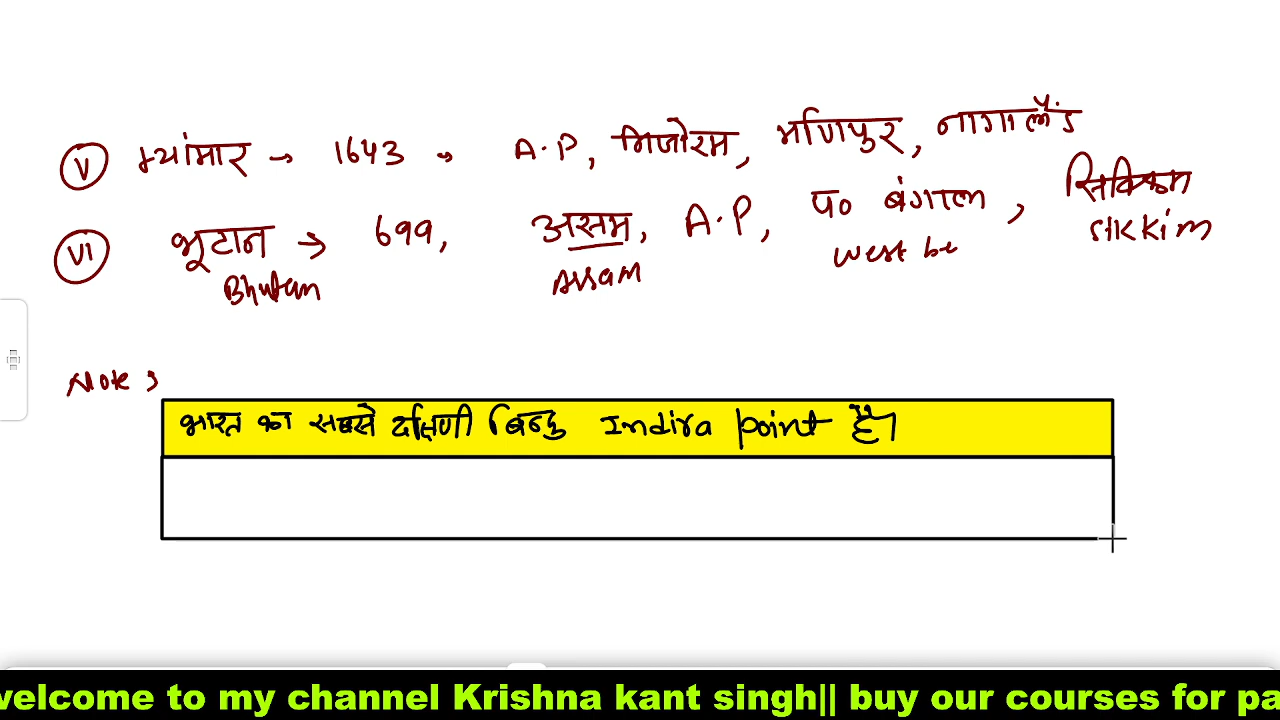 (V) म्यांमार → 1643 → A.P, मिजोरम, मणिपुर, नागालैंड
(VI) भूटान → 699, असम, A.P, प० बंगाल, सिक्किम
Bhutan Assam West be Sikkim
Note →
भारत का सबसे दक्षिणी बिन्दु Indira point है।
velcome to my channel Krishna kant singh|| buy our courses for pa